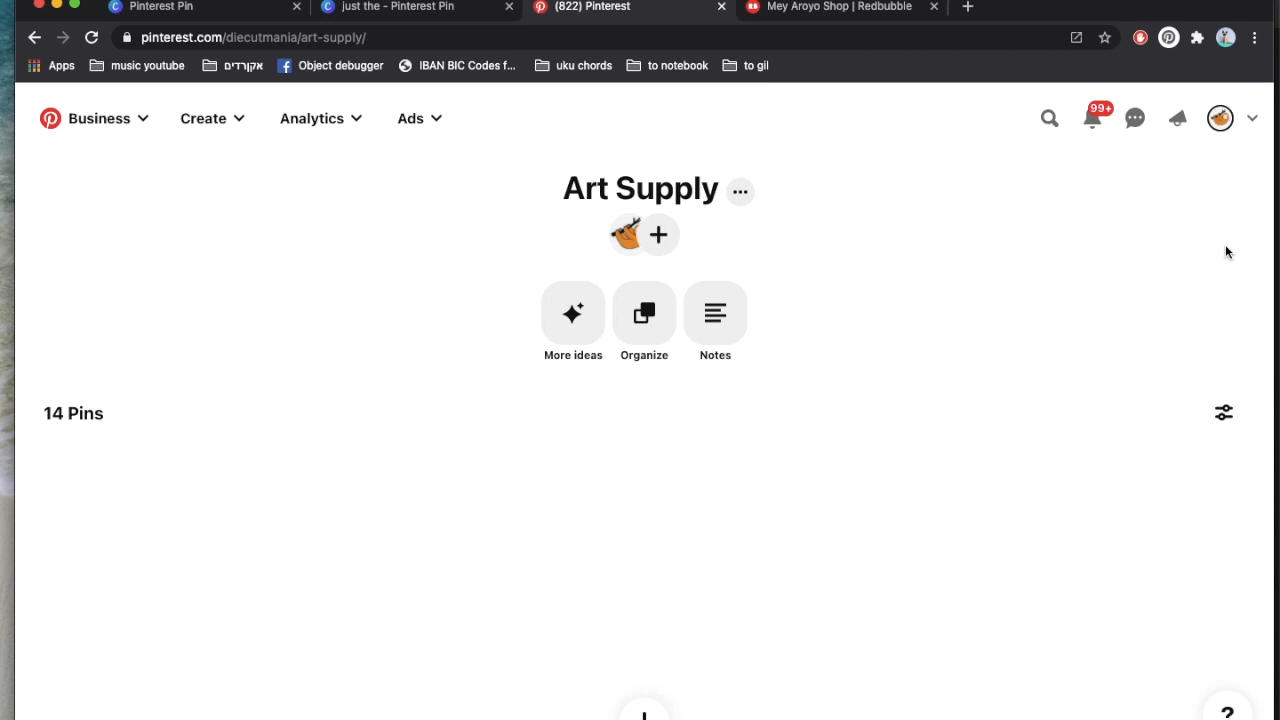 Pinterest Pin
just the - Pinterest Pin
(822) Pinterest
RB Mey Aroyo Shop | Redbubble
pinterest.com/diecutmania/art-supply/
Apps music youtube אקורדים Object debugger IBAN BIC Codes f... uku chords to notebook to gil
Business Create Analytics Ads 99+
Art Supply
More ideas Organize Notes
14 Pins
?